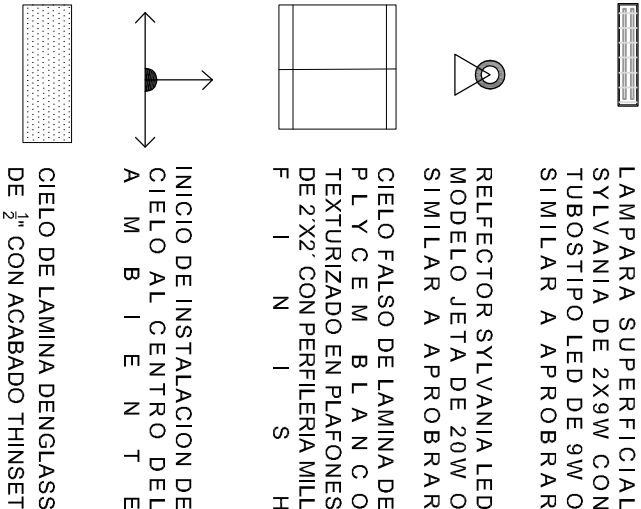 LAMPARA SUPERFICIAL
SYLVANIA DE 2X9W CON
TUBOSTIPO LED DE 9W O
SIMILAR A APROBRAR
RELFECTOR SYLVANIA LED
MODELO JETA DE 20W O
SIMILAR A APROBRAR
CIELO FALSO DE LAMINA DE
PLYCEM BLANCO
TEXTURIZADO EN PLAFONES
DE 2´X2´ CON PERFILERIA MILL
FINISH
INICIO DE INSTALACION DE
CIELO AL CENTRO DEL
AMBIENTE
CIELO DE LAMINA DENGLASS
DE 1/2" CON ACABADO THINSET